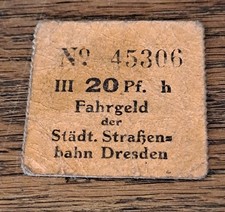 No 45306
III 20 Pf. h
Fahrgeld
der
Städt. Straßen=
bahn Dresden